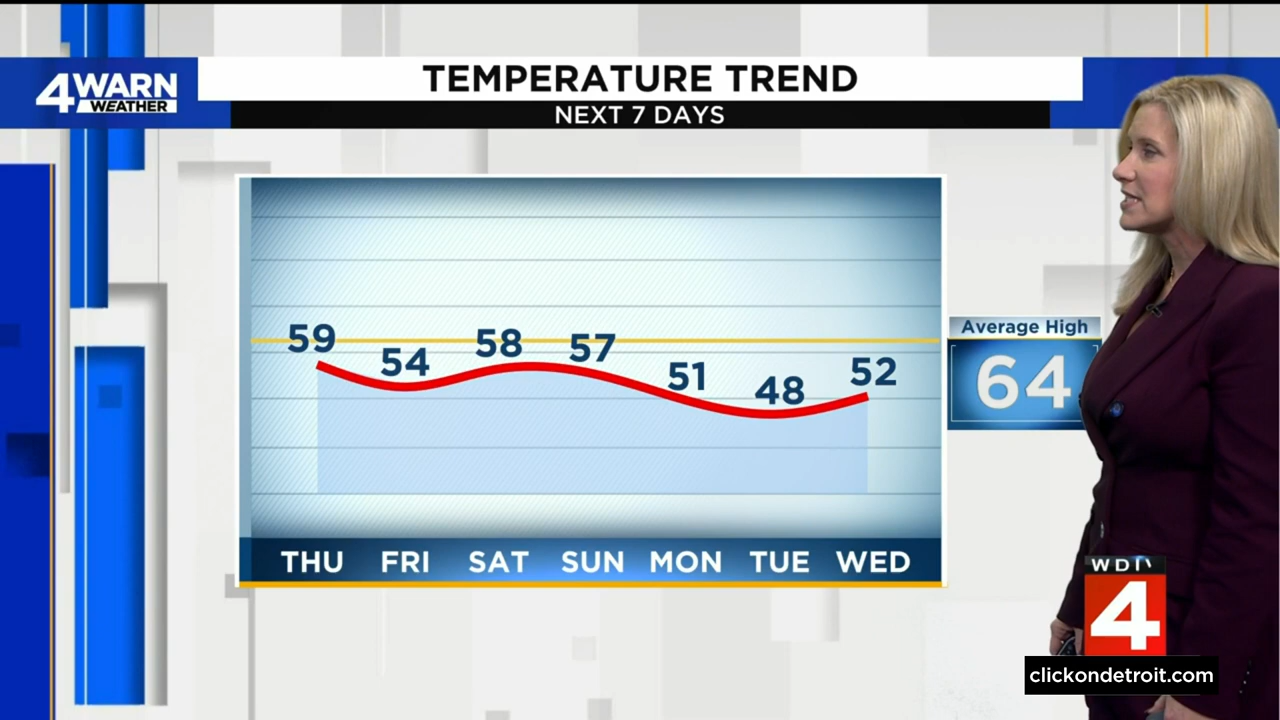 4WARN
WEATHER
TEMPERATURE TREND
NEXT 7 DAYS
59 54 58 57 51 48 52
Average High
64
THU FRI SAT SUN MON TUE WED
WDIV
4
clickondetroit.com